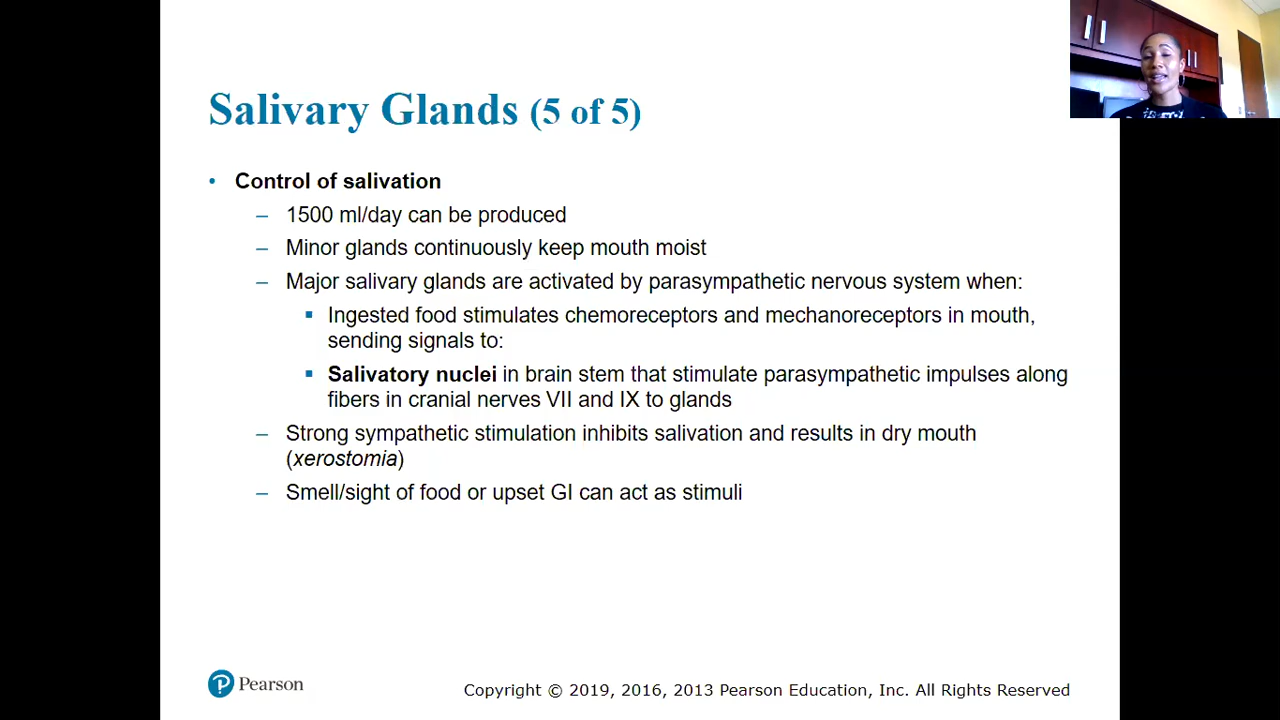 Salivary Glands (5 of 5)
• Control of salivation
– 1500 ml/day can be produced
– Minor glands continuously keep mouth moist
– Major salivary glands are activated by parasympathetic nervous system when:
▪ Ingested food stimulates chemoreceptors and mechanoreceptors in mouth,
sending signals to:
▪ Salivatory nuclei in brain stem that stimulate parasympathetic impulses along
fibers in cranial nerves VII and IX to glands
– Strong sympathetic stimulation inhibits salivation and results in dry mouth
(xerostomia)
– Smell/sight of food or upset GI can act as stimuli
Pearson
Copyright © 2019, 2016, 2013 Pearson Education, Inc. All Rights Reserved